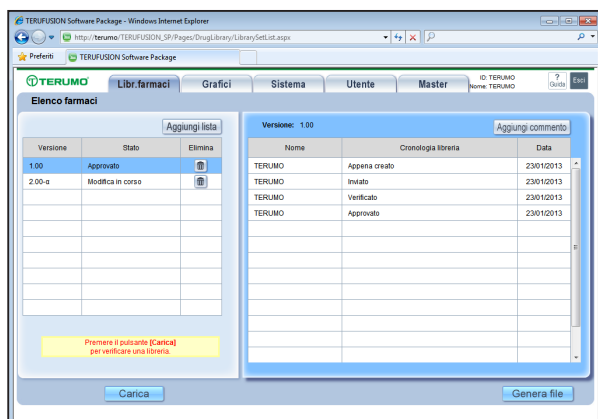 TERUFUSION Software Package - Windows Internet Explorer
http://terumo/TERUFUSION_SP/Pages/DrugLibrary/LibrarySetList.aspx
Preferiti TERUFUSION Software Package
TERUMO Libr.farmaci Grafici Sistema Utente Master ID: TERUMO ? Esci
Nome: TERUMO Guida
Elenco farmaci
Aggiungi lista Versione: 1.00 Aggiungi commento
Versione Stato Elimina Nome Cronologia libreria Data
1.00 Approvato TERUMO Appena creato 23/01/2013
2.00-α Modifica in corso TERUMO Inviato 23/01/2013
TERUMO Verificato 23/01/2013
TERUMO Approvato 23/01/2013
Premere il pulsante [Carica]
per verificare una libreria.
Carica Genera file